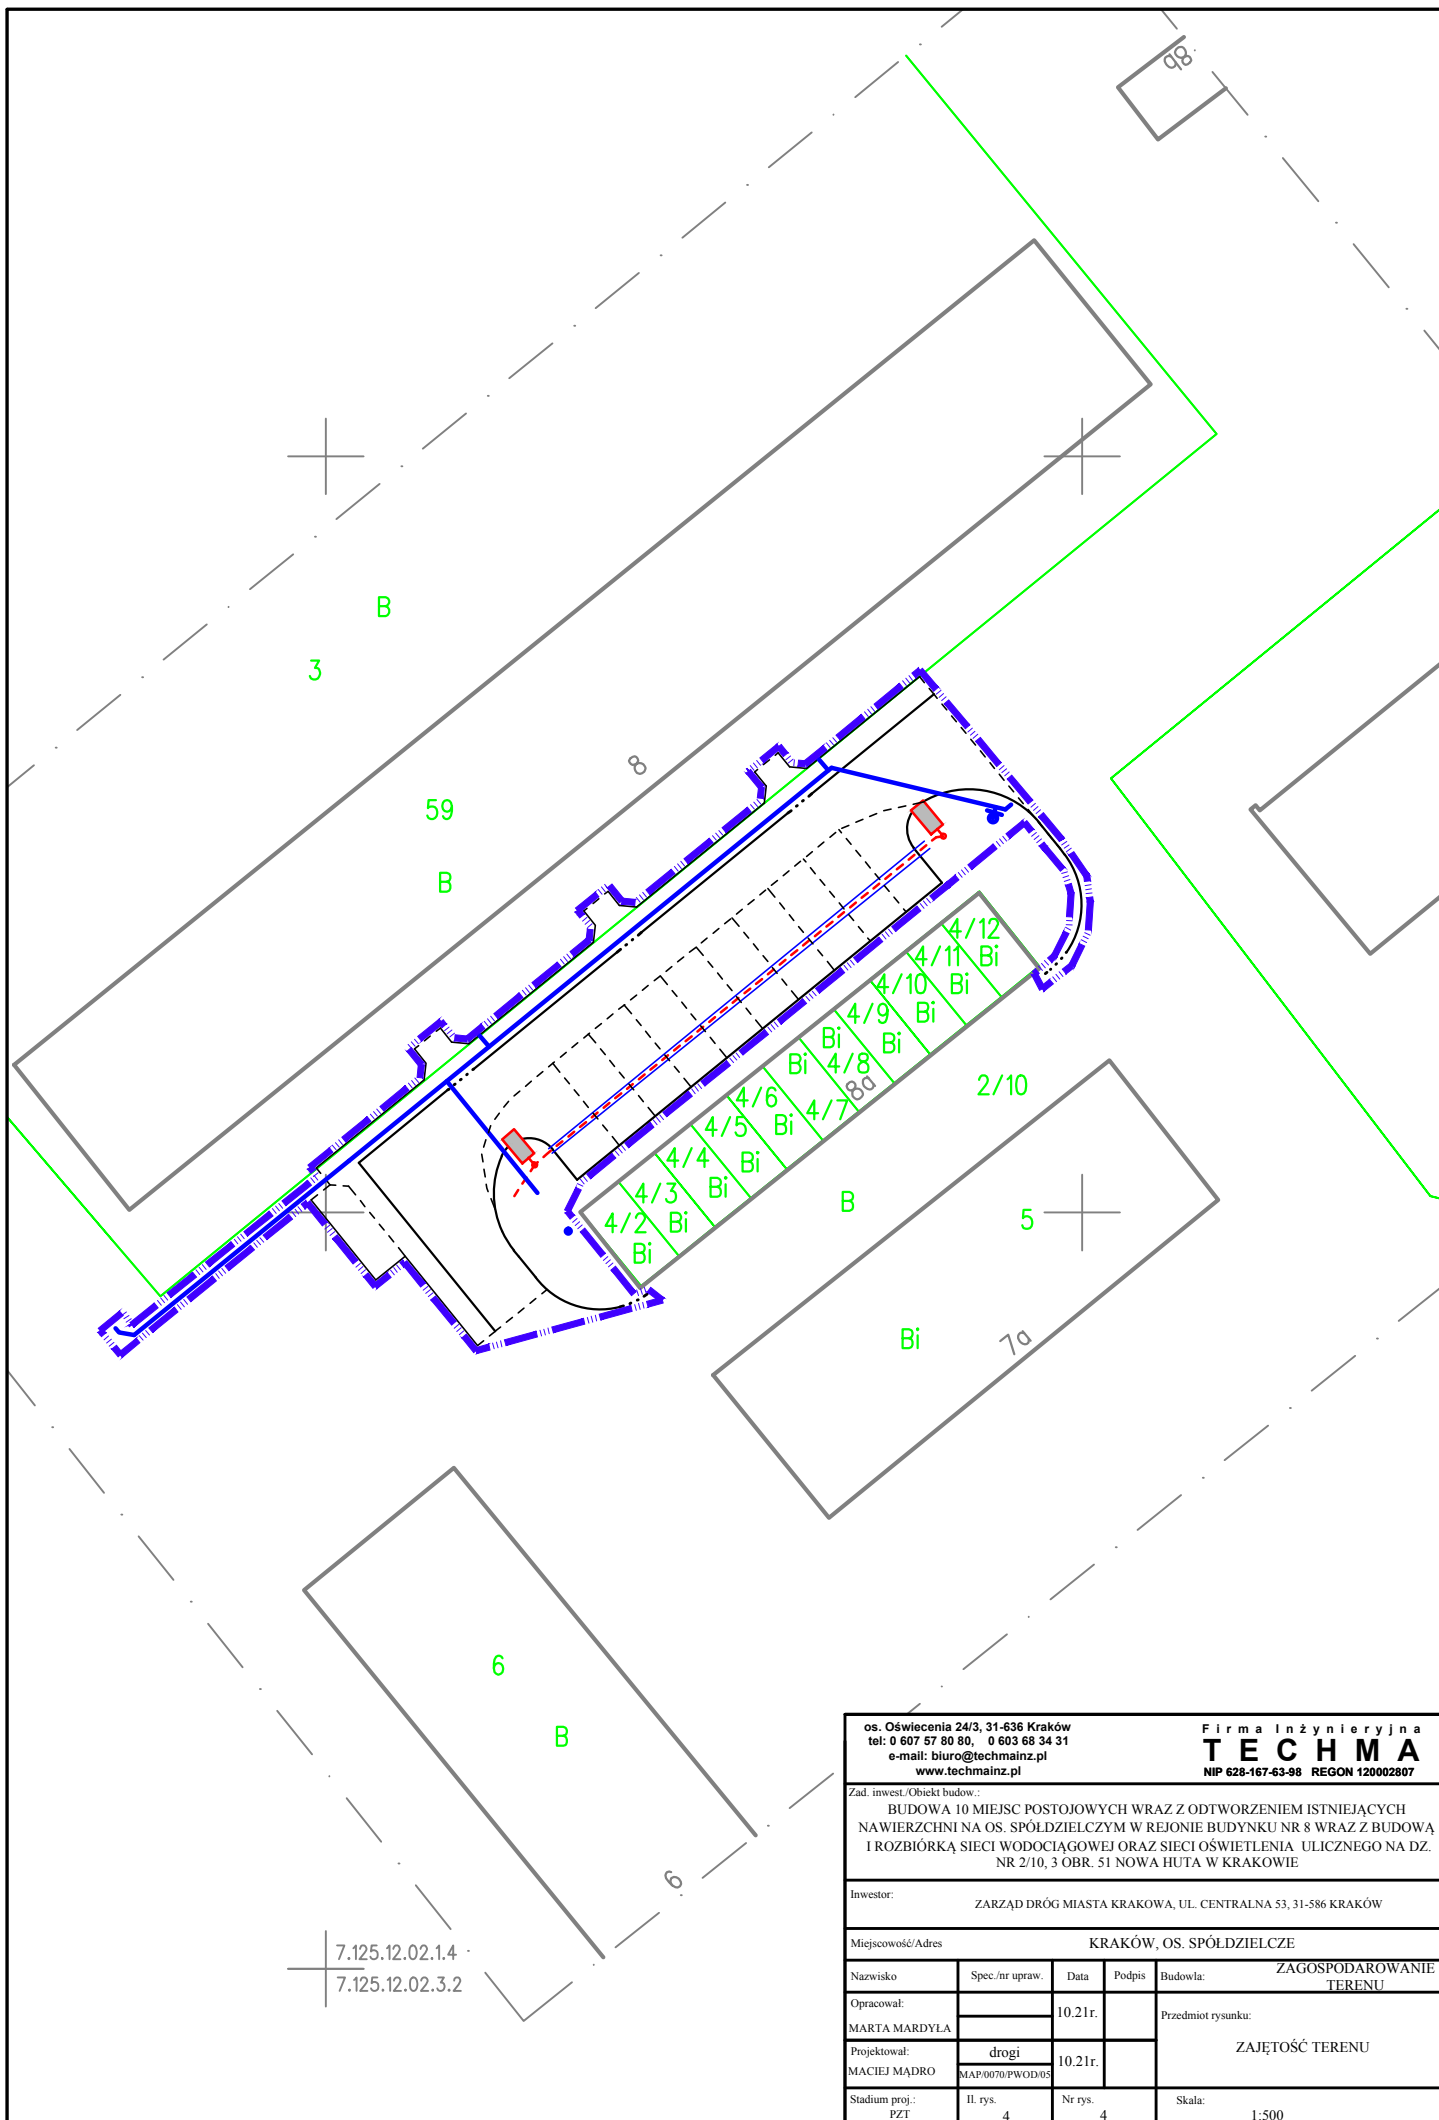 8b
B
3
8
59
B
4/12
Bi
4/11
Bi
4/10
Bi
4/9
Bi
Bi
4/8
Bi
8a
4/7
4/6
Bi
4/5
Bi
4/4
Bi
4/3
Bi
4/2
Bi
2/10
B
5
Bi
7a
6
B
6
7.125.12.02.1.4
7.125.12.02.3.2
os. Oświecenia 24/3, 31-636 Kraków
tel: 0 607 57 80 80, 0 603 68 34 31
e-mail: biuro@techmainz.pl
www.techmainz.pl
Firma Inżynieryjna
TECHMA
NIP 628-167-63-98 REGON 120002807
Zad. inwest./Obiekt budow.:
BUDOWA 10 MIEJSC POSTOJOWYCH WRAZ Z ODTWORZENIEM ISTNIEJĄCYCH
NAWIERZCHNI NA OS. SPÓŁDZIELCZYM W REJONIE BUDYNKU NR 8 WRAZ Z BUDOWĄ
I ROZBIÓRKĄ SIECI WODOCIĄGOWEJ ORAZ SIECI OŚWIETLENIA ULICZNEGO NA DZ.
NR 2/10, 3 OBR. 51 NOWA HUTA W KRAKOWIE
Inwestor:
ZARZĄD DRÓG MIASTA KRAKOWA, UL. CENTRALNA 53, 31-586 KRAKÓW
Miejscowość/Adres
KRAKÓW, OS. SPÓŁDZIELCZE
Nazwisko
Spec./nr upraw.
Data
Podpis
Budowla:
ZAGOSPODAROWANIE
TERENU
Opracował:
MARTA MARDYŁA
10.21r.
Przedmiot rysunku:
ZAJĘTOŚĆ TERENU
Projektował:
MACIEJ MĄDRO
drogi
MAP/0070/PWOD/05
10.21r.
Stadium proj.:
PZT
Il. rys.
4
Nr rys.
4
Skala:
1:500